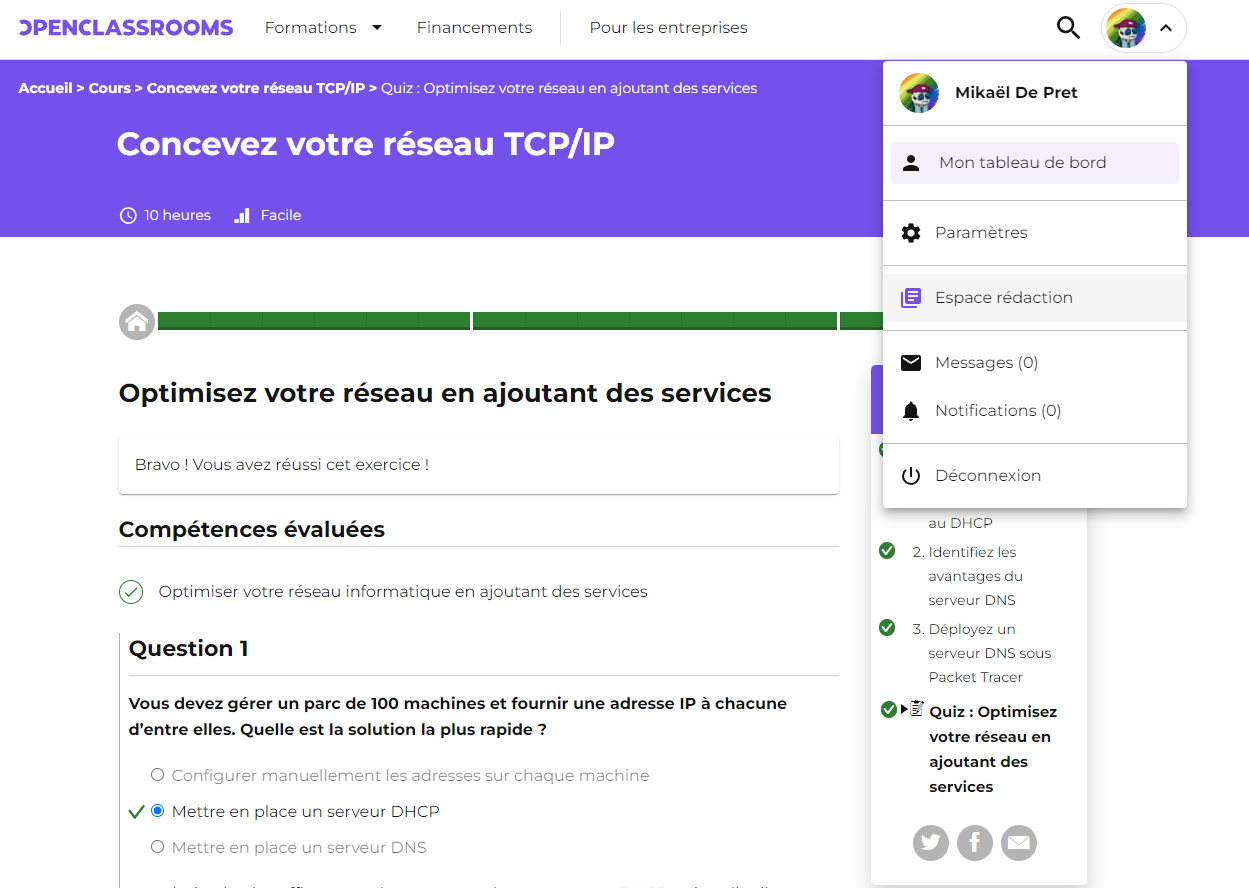 OPENCLASSROOMS
Formations
Financements
Pour les entreprises
Accueil > Cours > Concevez votre réseau TCP/IP > Quiz : Optimisez votre réseau en ajoutant des services
Concevez votre réseau TCP/IP
10 heures
Facile
Mikaël De Pret
Mon tableau de bord
Paramètres
Espace rédaction
Messages (0)
Notifications (0)
Déconnexion
Optimisez votre réseau en ajoutant des services
Bravo ! Vous avez réussi cet exercice !
Compétences évaluées
Optimiser votre réseau informatique en ajoutant des services
Question 1
Vous devez gérer un parc de 100 machines et fournir une adresse IP à chacune
d’entre elles. Quelle est la solution la plus rapide ?
Configurer manuellement les adresses sur chaque machine
Mettre en place un serveur DHCP
Mettre en place un serveur DNS
au DHCP
2. Identifiez les
avantages du
serveur DNS
3. Déployez un
serveur DNS sous
Packet Tracer
Quiz : Optimisez
votre réseau en
ajoutant des
services